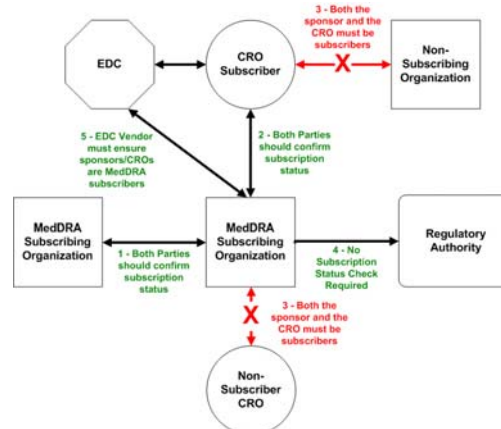 3 - Both the
sponsor and the
CRO must be
subscribers
EDC
CRO
Subscriber
X
Non-
Subscribing
Organization
5 - EDC Vendor
must ensure
sponsors/CROs
are MedDRA
subscribers
2 - Both Parties
should confirm
subscription
status
MedDRA
Subscribing
Organization
1 - Both Parties
should confirm
subscription
status
MedDRA
Subscribing
Organization
4 - No
Subscription
Status Check
Required
Regulatory
Authority
X
3 - Both the
sponsor and the
CRO must be
subscribers
Non-
Subscriber
CRO